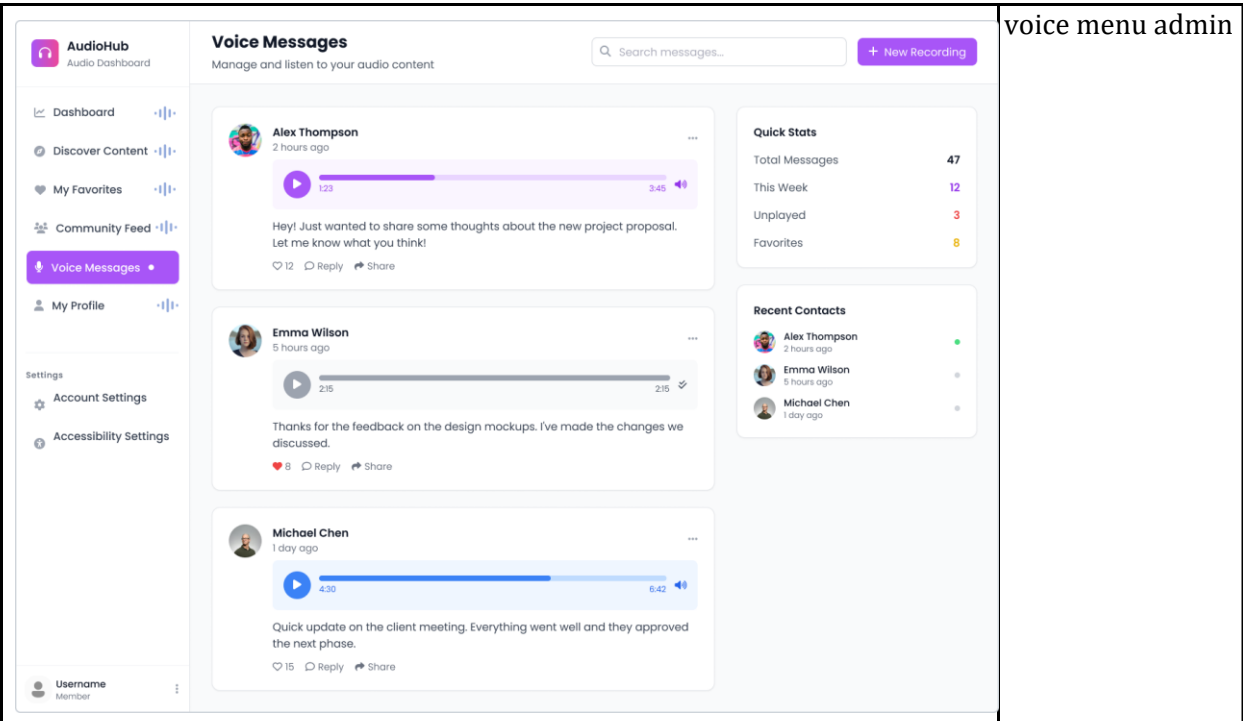 AudioHub
Audio Dashboard
Dashboard
Discover Content
My Favorites
Community Feed
Voice Messages
My Profile
Settings
Account Settings
Accessibility Settings
Username
Member
Voice Messages
Manage and listen to your audio content
Search messages...
+ New Recording
Alex Thompson
2 hours ago
1:23 3:45
Hey! Just wanted to share some thoughts about the new project proposal.
Let me know what you think!
12 Reply Share
Emma Wilson
5 hours ago
2:15 2:15
Thanks for the feedback on the design mockups. I've made the changes we
discussed.
8 Reply Share
Michael Chen
1 day ago
4:30 6:42
Quick update on the client meeting. Everything went well and they approved
the next phase.
15 Reply Share
Quick Stats
Total Messages 47
This Week 12
Unplayed 3
Favorites 8
Recent Contacts
Alex Thompson
2 hours ago
Emma Wilson
5 hours ago
Michael Chen
1 day ago
voice menu admin